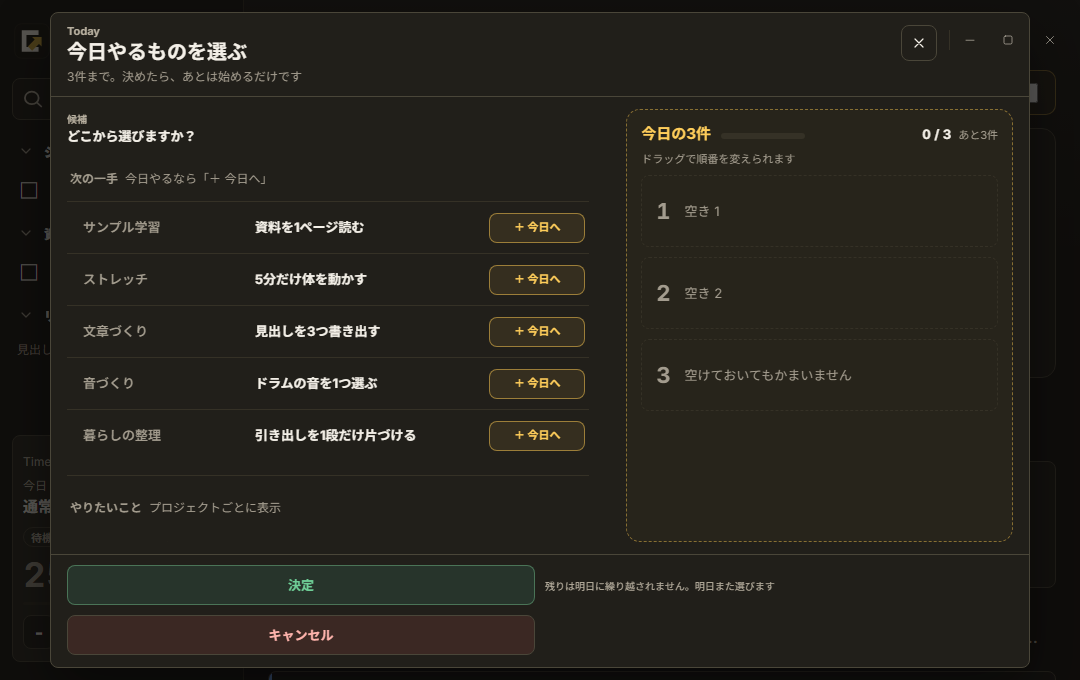 Today
今日やるものを選ぶ
3件まで。決めたら、あとは始めるだけです
候補
どこから選びますか？
次の一手 今日やるなら「＋ 今日へ」
サンプル学習 資料を1ページ読む ＋ 今日へ
ストレッチ 5分だけ体を動かす ＋ 今日へ
文章づくり 見出しを3つ書き出す ＋ 今日へ
音づくり ドラムの音を1つ選ぶ ＋ 今日へ
暮らしの整理 引き出しを1段だけ片づける ＋ 今日へ
やりたいこと プロジェクトごとに表示
今日の3件 0 / 3 あと3件
ドラッグで順番を変えられます
1 空き 1
2 空き 2
3 空けておいてもかまいません
決定
残りは明日に繰り越されません。明日また選びます
キャンセル
見出し
Time
今日
通常
待機